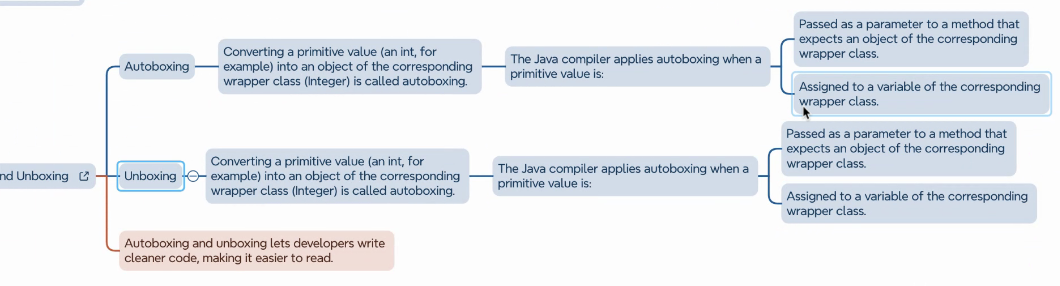 Passed as a parameter to a method that
expects an object of the corresponding
wrapper class.
Autoboxing
Converting a primitive value (an int, for
example) into an object of the corresponding
wrapper class (Integer) is called autoboxing.
The Java compiler applies autoboxing when a
primitive value is:
Assigned to a variable of the corresponding
wrapper class.
Passed as a parameter to a method that
expects an object of the corresponding
wrapper class.
nd Unboxing
Unboxing
Converting a primitive value (an int, for
example) into an object of the corresponding
wrapper class (Integer) is called autoboxing.
The Java compiler applies autoboxing when a
primitive value is:
Assigned to a variable of the corresponding
wrapper class.
Autoboxing and unboxing lets developers write
cleaner code, making it easier to read.